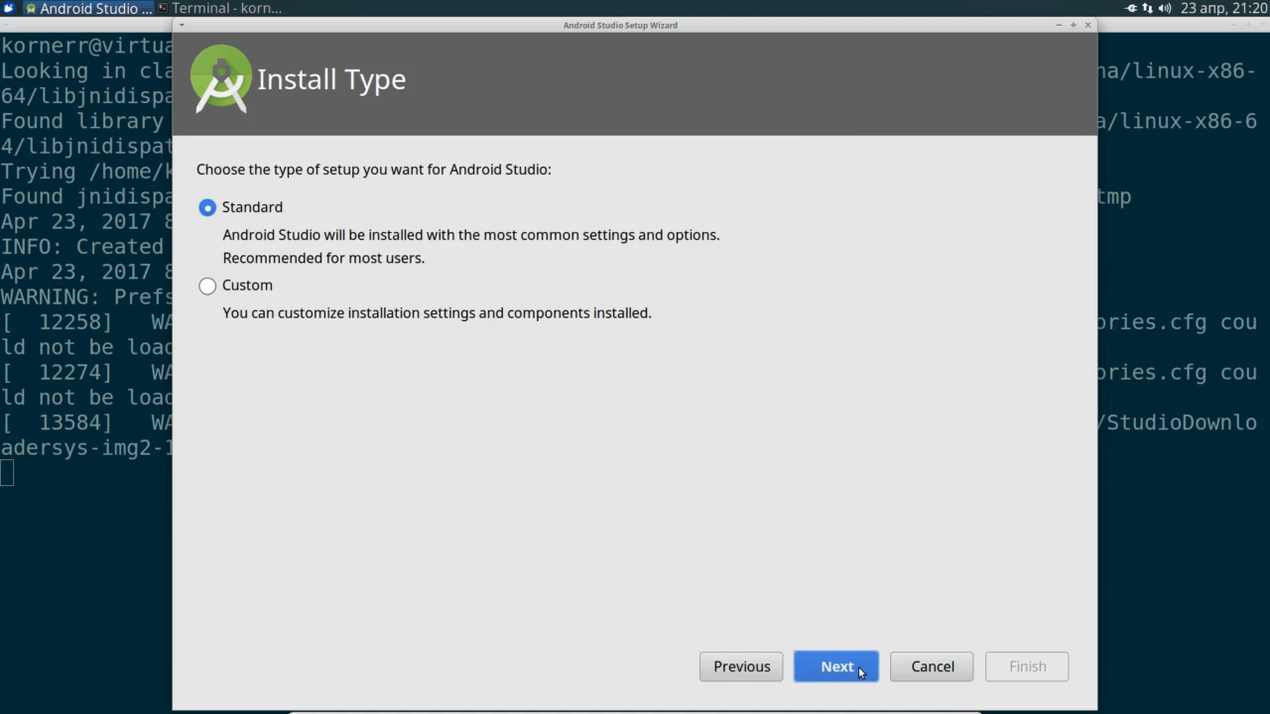 Android Studio ...
Terminal - korn...
23 апр, 21:20
Android Studio Setup Wizard
Install Type
Choose the type of setup you want for Android Studio:
Standard
Android Studio will be installed with the most common settings and options.
Recommended for most users.
Custom
You can customize installation settings and components installed.
Previous
Next
Cancel
Finish
kornerr@virtua
Looking in cla
na/linux-x86-
64/libjnidispat
Found library
a/linux-x86-6
4/libjnidispat
Trying /home/k
Found jnidispa
tmp
Apr 23, 2017 8
INFO: Created
Apr 23, 2017 8
WARNING: Prefs
[ 12258] WA
ories.cfg cou
ld not be load
[ 12274] WA
ories.cfg cou
ld not be load
[ 13584] WA
/StudioDownlo
adersys-img2-1